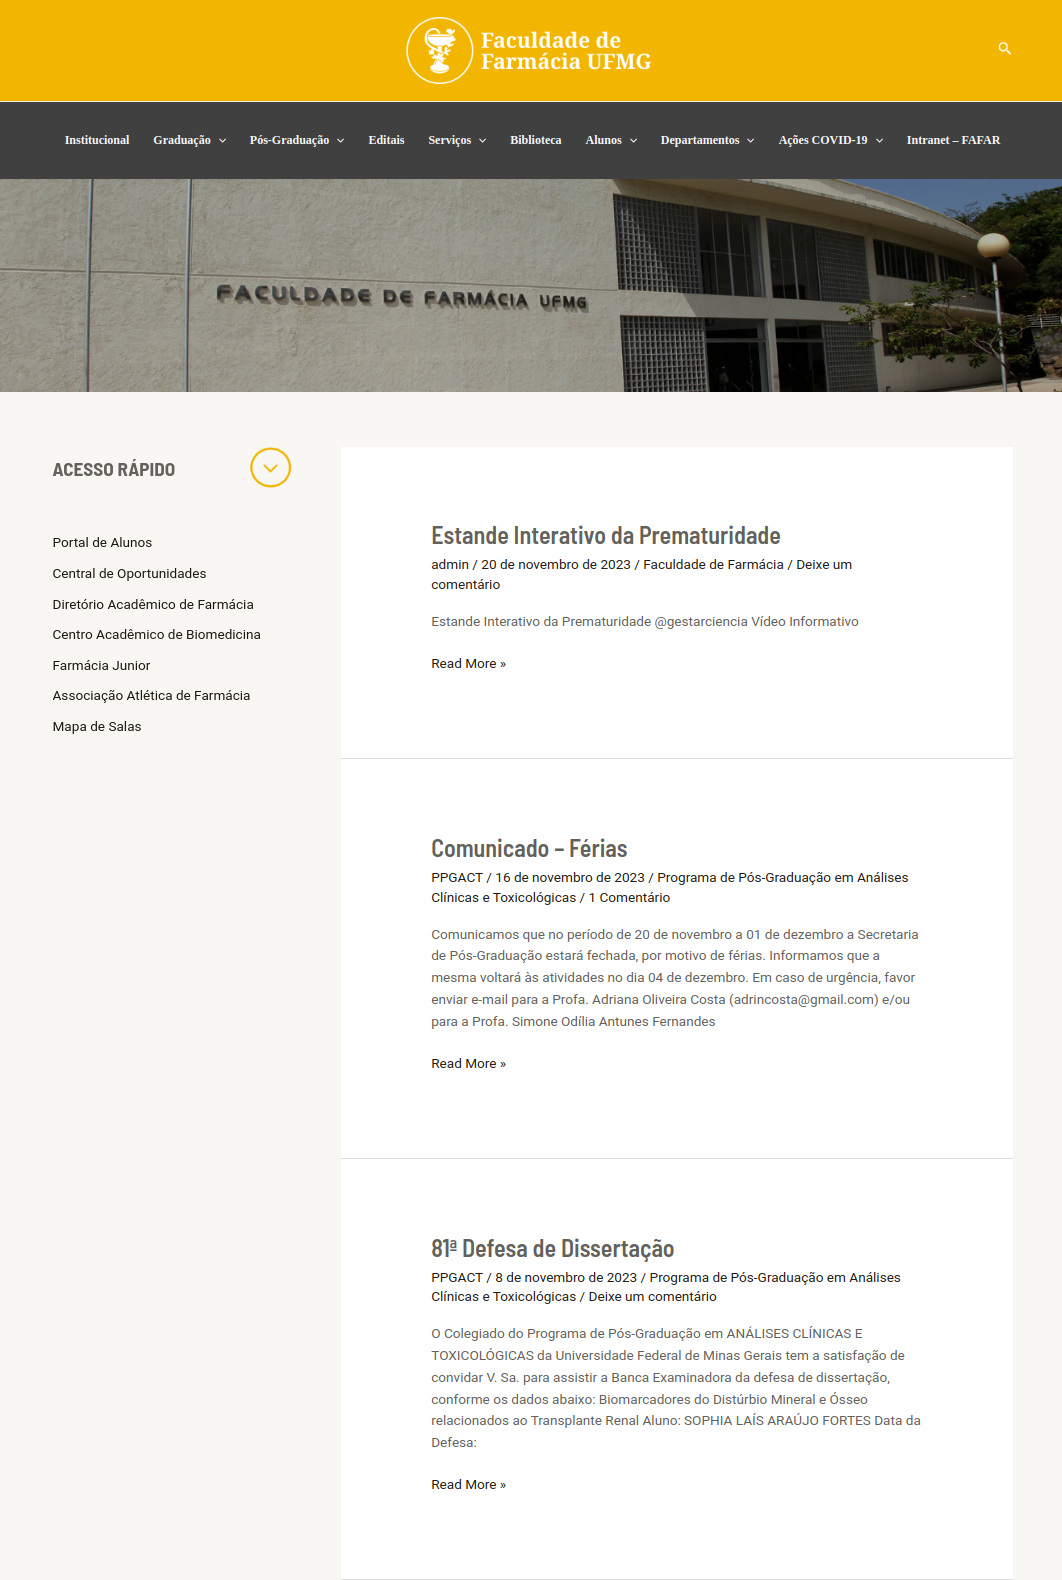 Faculdade de
Farmácia UFMG
Institucional Graduação Pós-Graduação Editais Serviços Biblioteca Alunos Departamentos Ações COVID-19 Intranet – FAFAR
FACULDADE DE FARMÁCIA UFMG
ACESSO RÁPIDO
Portal de Alunos
Central de Oportunidades
Diretório Acadêmico de Farmácia
Centro Acadêmico de Biomedicina
Farmácia Junior
Associação Atlética de Farmácia
Mapa de Salas
Estande Interativo da Prematuridade
admin / 20 de novembro de 2023 / Faculdade de Farmácia / Deixe um
comentário
Estande Interativo da Prematuridade @gestarciencia Vídeo Informativo
Read More »
Comunicado – Férias
PPGACT / 16 de novembro de 2023 / Programa de Pós-Graduação em Análises
Clínicas e Toxicológicas / 1 Comentário
Comunicamos que no período de 20 de novembro a 01 de dezembro a Secretaria
de Pós-Graduação estará fechada, por motivo de férias. Informamos que a
mesma voltará às atividades no dia 04 de dezembro. Em caso de urgência, favor
enviar e-mail para a Profa. Adriana Oliveira Costa (adrincosta@gmail.com) e/ou
para a Profa. Simone Odília Antunes Fernandes
Read More »
81ª Defesa de Dissertação
PPGACT / 8 de novembro de 2023 / Programa de Pós-Graduação em Análises
Clínicas e Toxicológicas / Deixe um comentário
O Colegiado do Programa de Pós-Graduação em ANÁLISES CLÍNICAS E
TOXICOLÓGICAS da Universidade Federal de Minas Gerais tem a satisfação de
convidar V. Sa. para assistir a Banca Examinadora da defesa de dissertação,
conforme os dados abaixo: Biomarcadores do Distúrbio Mineral e Ósseo
relacionados ao Transplante Renal Aluno: SOPHIA LAÍS ARAÚJO FORTES Data da
Defesa:
Read More »